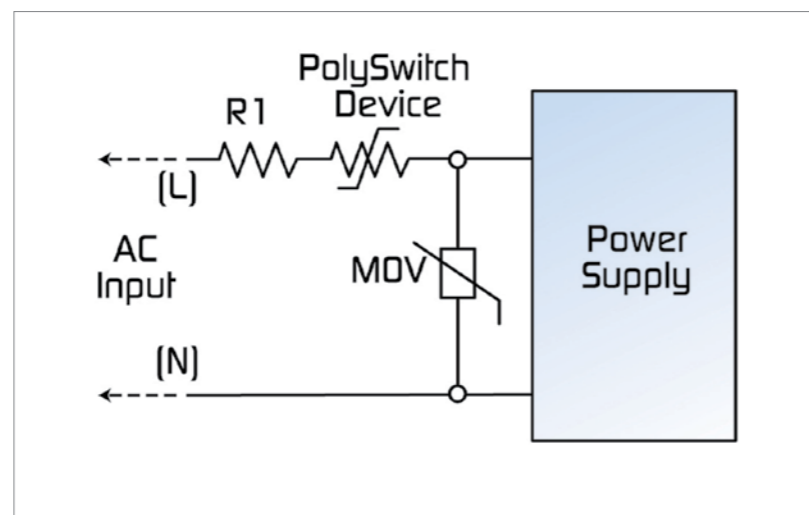 PolySwitch
Device
R1
(L)
AC
Input
MOV
Power
Supply
(N)